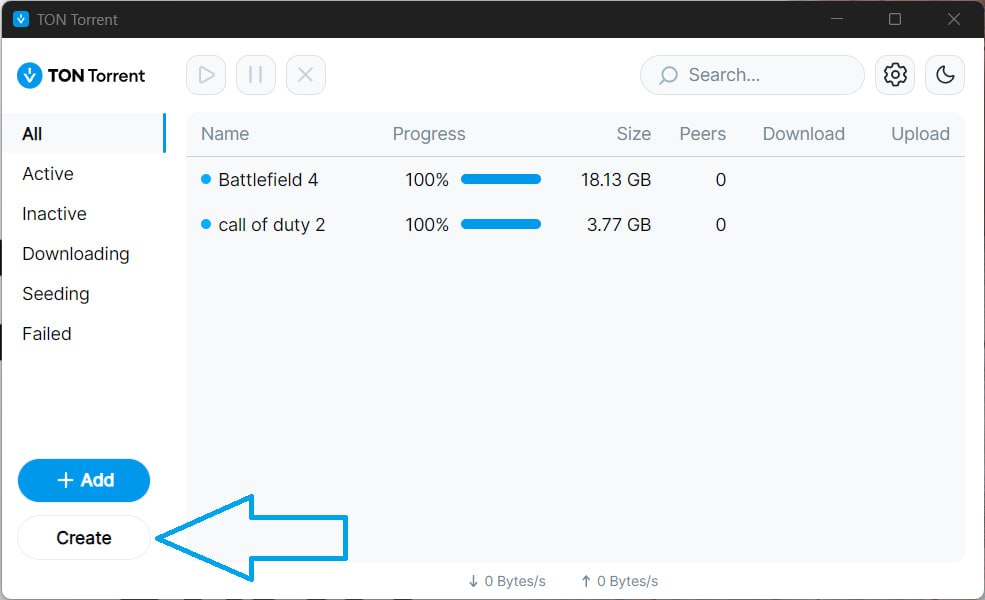 TON Torrent
TON Torrent
Search...
All
Active
Inactive
Downloading
Seeding
Failed
Name Progress Size Peers Download Upload
Battlefield 4 100% 18.13 GB 0
call of duty 2 100% 3.77 GB 0
+ Add
Create
↓ 0 Bytes/s ↑ 0 Bytes/s